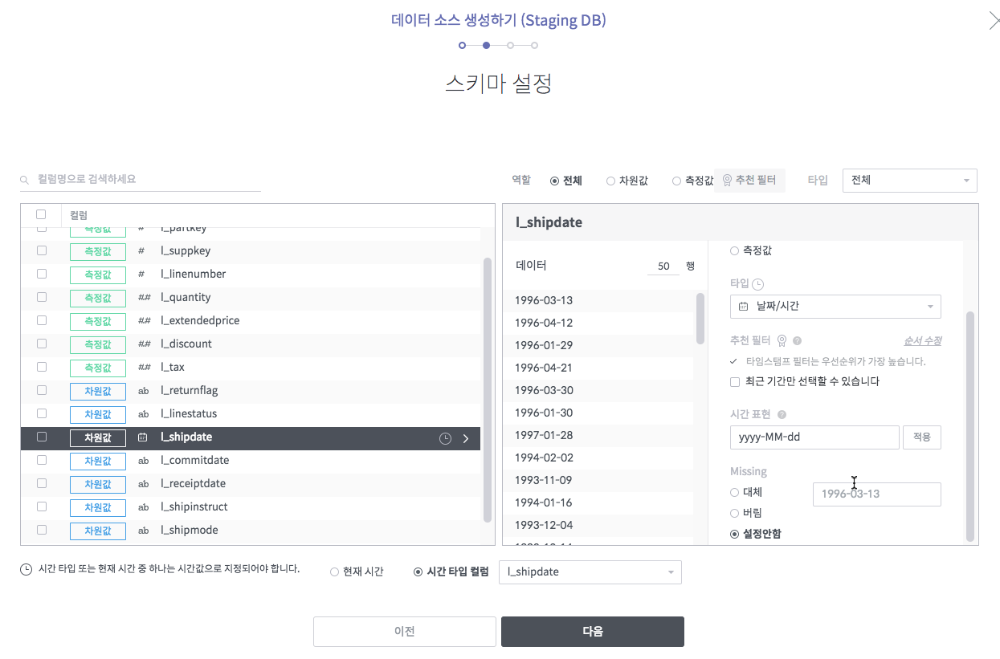 데이터 소스 생성하기 (Staging DB)
스키마 설정
컬럼명으로 검색하세요
역할 전체 차원값 측정값 추천 필터 타입 전체
컬럼
측정값 # l_partkey
측정값 # l_suppkey
측정값 # l_linenumber
측정값 #.# l_quantity
측정값 #.# l_extendedprice
측정값 #.# l_discount
측정값 #.# l_tax
차원값 ab l_returnflag
차원값 ab l_linestatus
차원값 l_shipdate
차원값 ab l_commitdate
차원값 ab l_receiptdate
차원값 ab l_shipinstruct
차원값 ab l_shipmode
l_shipdate
데이터 50 행
1996-03-13
1996-04-12
1996-01-29
1996-04-21
1996-03-30
1996-01-30
1997-01-28
1994-02-02
1993-11-09
1994-01-16
1993-12-04
측정값
타입
날짜/시간
추천 필터 ? 순서 수정
타임스탬프 필터는 우선순위가 가장 높습니다.
최근 기간만 선택할 수 있습니다
시간 표현 ?
yyyy-MM-dd 적용
Missing
대체 1996-03-13
버림
설정안함
시간 타입 또는 현재 시간 중 하나는 시간값으로 지정되어야 합니다. 현재 시간 시간 타입 컬럼 l_shipdate
이전 다음